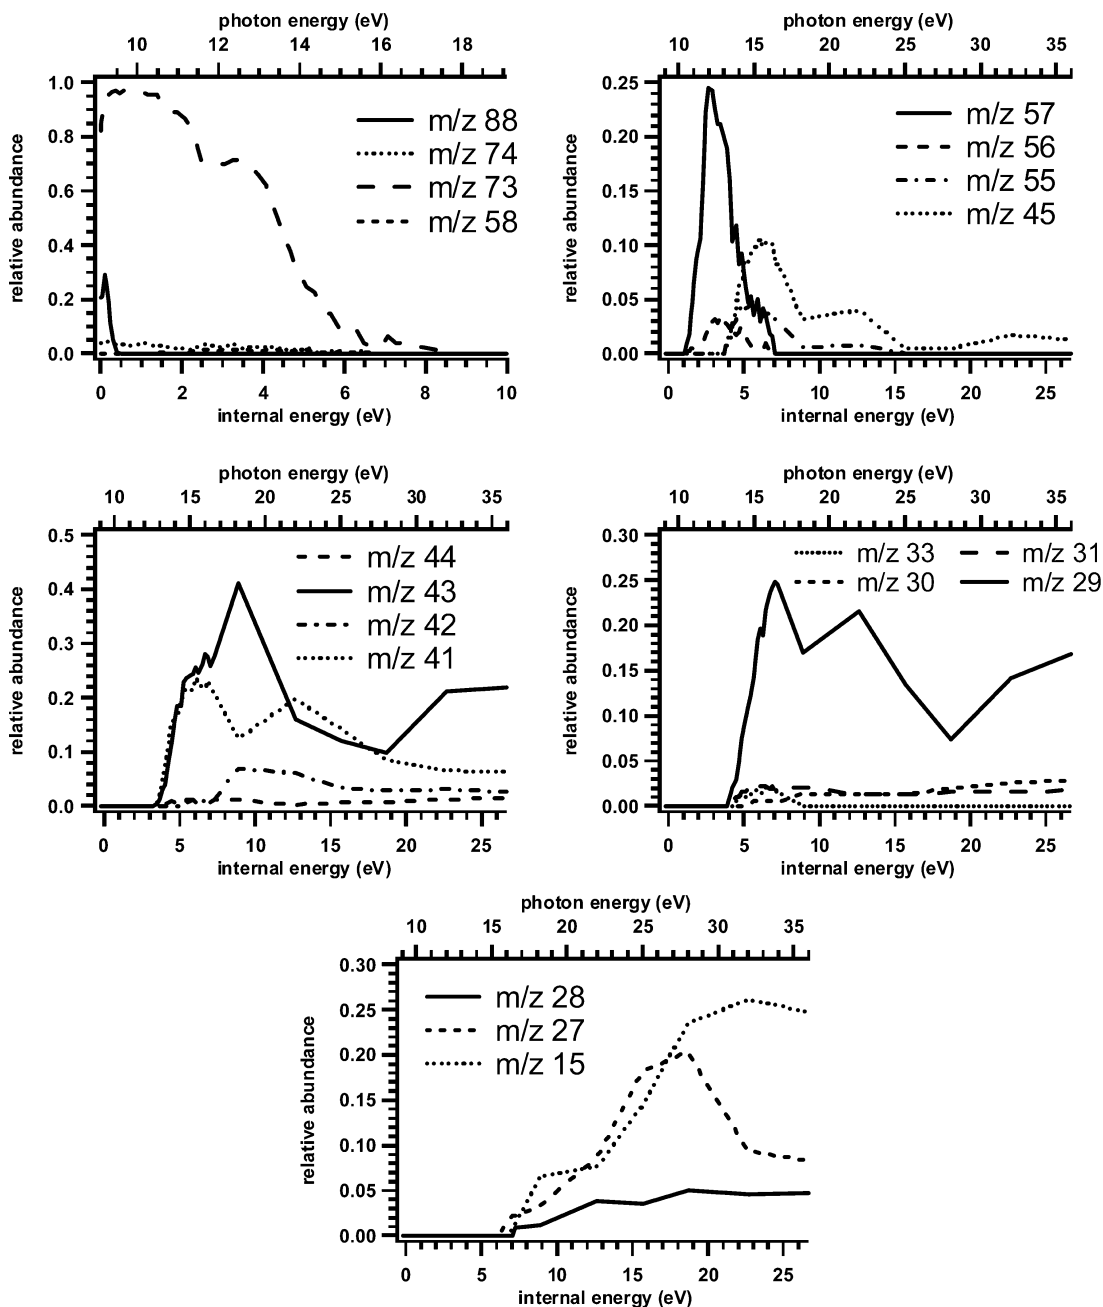 photon energy (eV)
10 12 14 16 18
1.0
0.8
0.6
0.4
0.2
0.0
relative abundance
m/z 88
m/z 74
m/z 73
m/z 58
0 2 4 6 8 10
internal energy (eV)
photon energy (eV)
10 15 20 25 30 35
0.25
0.20
0.15
0.10
0.05
0.00
relative abundance
m/z 57
m/z 56
m/z 55
m/z 45
0 5 10 15 20 25
internal energy (eV)
photon energy (eV)
10 15 20 25 30 35
0.5
0.4
0.3
0.2
0.1
0.0
relative abundance
m/z 44
m/z 43
m/z 42
m/z 41
0 5 10 15 20 25
internal energy (eV)
photon energy (eV)
10 15 20 25 30 35
0.30
0.25
0.20
0.15
0.10
0.05
0.00
relative abundance
m/z 33 m/z 31
m/z 30 m/z 29
0 5 10 15 20 25
internal energy (eV)
photon energy (eV)
10 15 20 25 30 35
0.30
0.25
0.20
0.15
0.10
0.05
0.00
relative abundance
m/z 28
m/z 27
m/z 15
0 5 10 15 20 25
internal energy (eV)